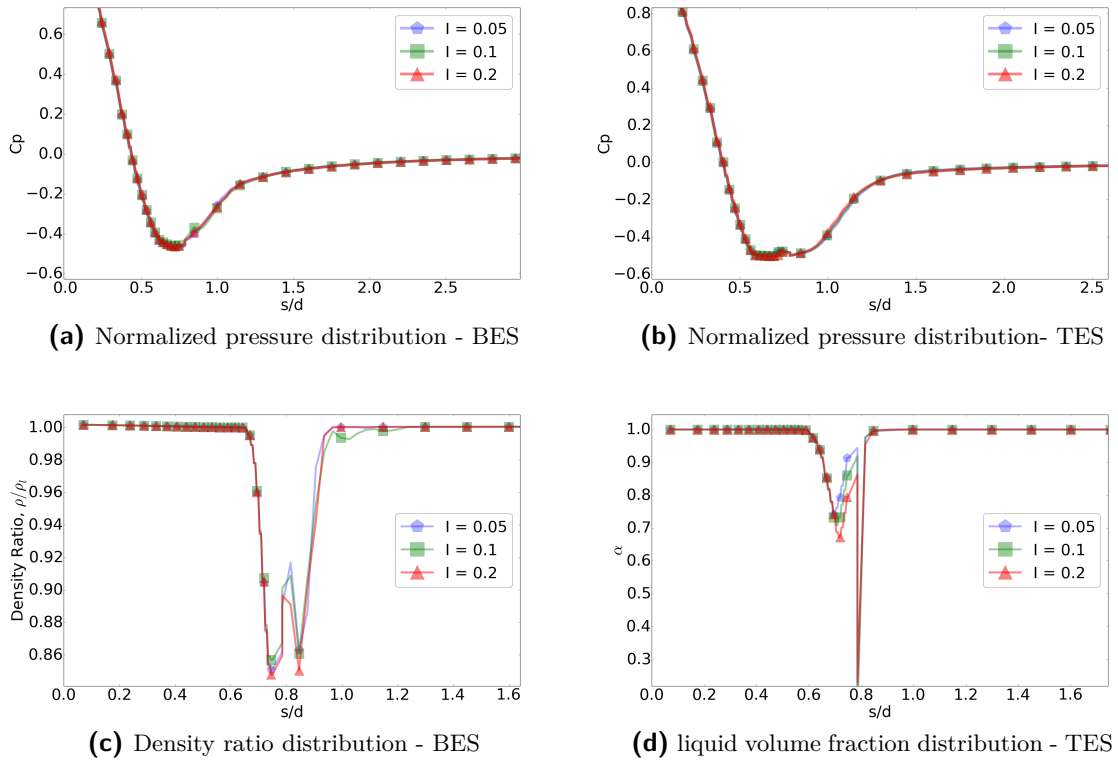 0.6
0.4
0.2
0.0
−0.2
−0.4
−0.6
Cp
I = 0.05
I = 0.1
I = 0.2
0.0 0.5 1.0 1.5 2.0 2.5
s/d
(a) Normalized pressure distribution - BES
0.8
0.6
0.4
0.2
0.0
−0.2
−0.4
−0.6
Cp
I = 0.05
I = 0.1
I = 0.2
0.0 0.5 1.0 1.5 2.0 2.5
s/d
(b) Normalized pressure distribution- TES
1.00
0.98
0.96
0.94
0.92
0.90
0.88
0.86
Density Ratio, ρ/ρl
I = 0.05
I = 0.1
I = 0.2
0.0 0.2 0.4 0.6 0.8 1.0 1.2 1.4 1.6
s/d
(c) Density ratio distribution - BES
1.0
0.9
0.8
0.7
0.6
0.5
0.4
0.3
α
I = 0.05
I = 0.1
I = 0.2
0.0 0.2 0.4 0.6 0.8 1.0 1.2 1.4 1.6
s/d
(d) liquid volume fraction distribution - TES